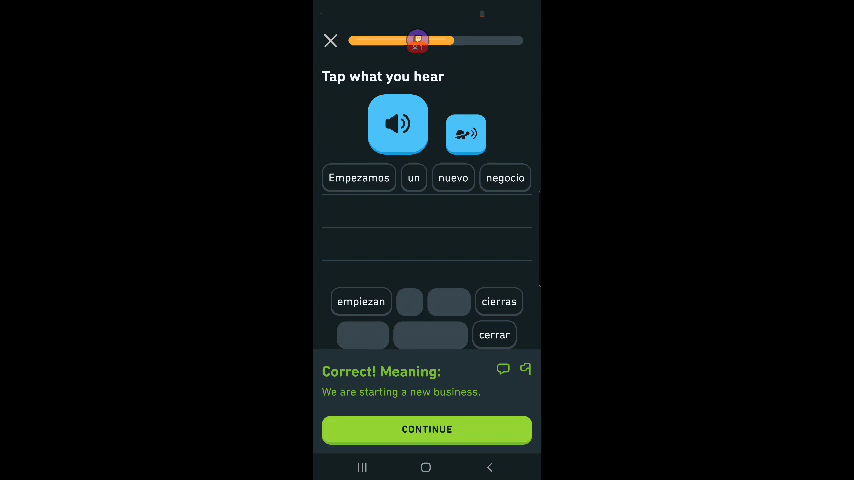 Tap what you hear
Empezamos un nuevo negocio
empiezan cierras
cerrar
Correct! Meaning:
We are starting a new business.
CONTINUE